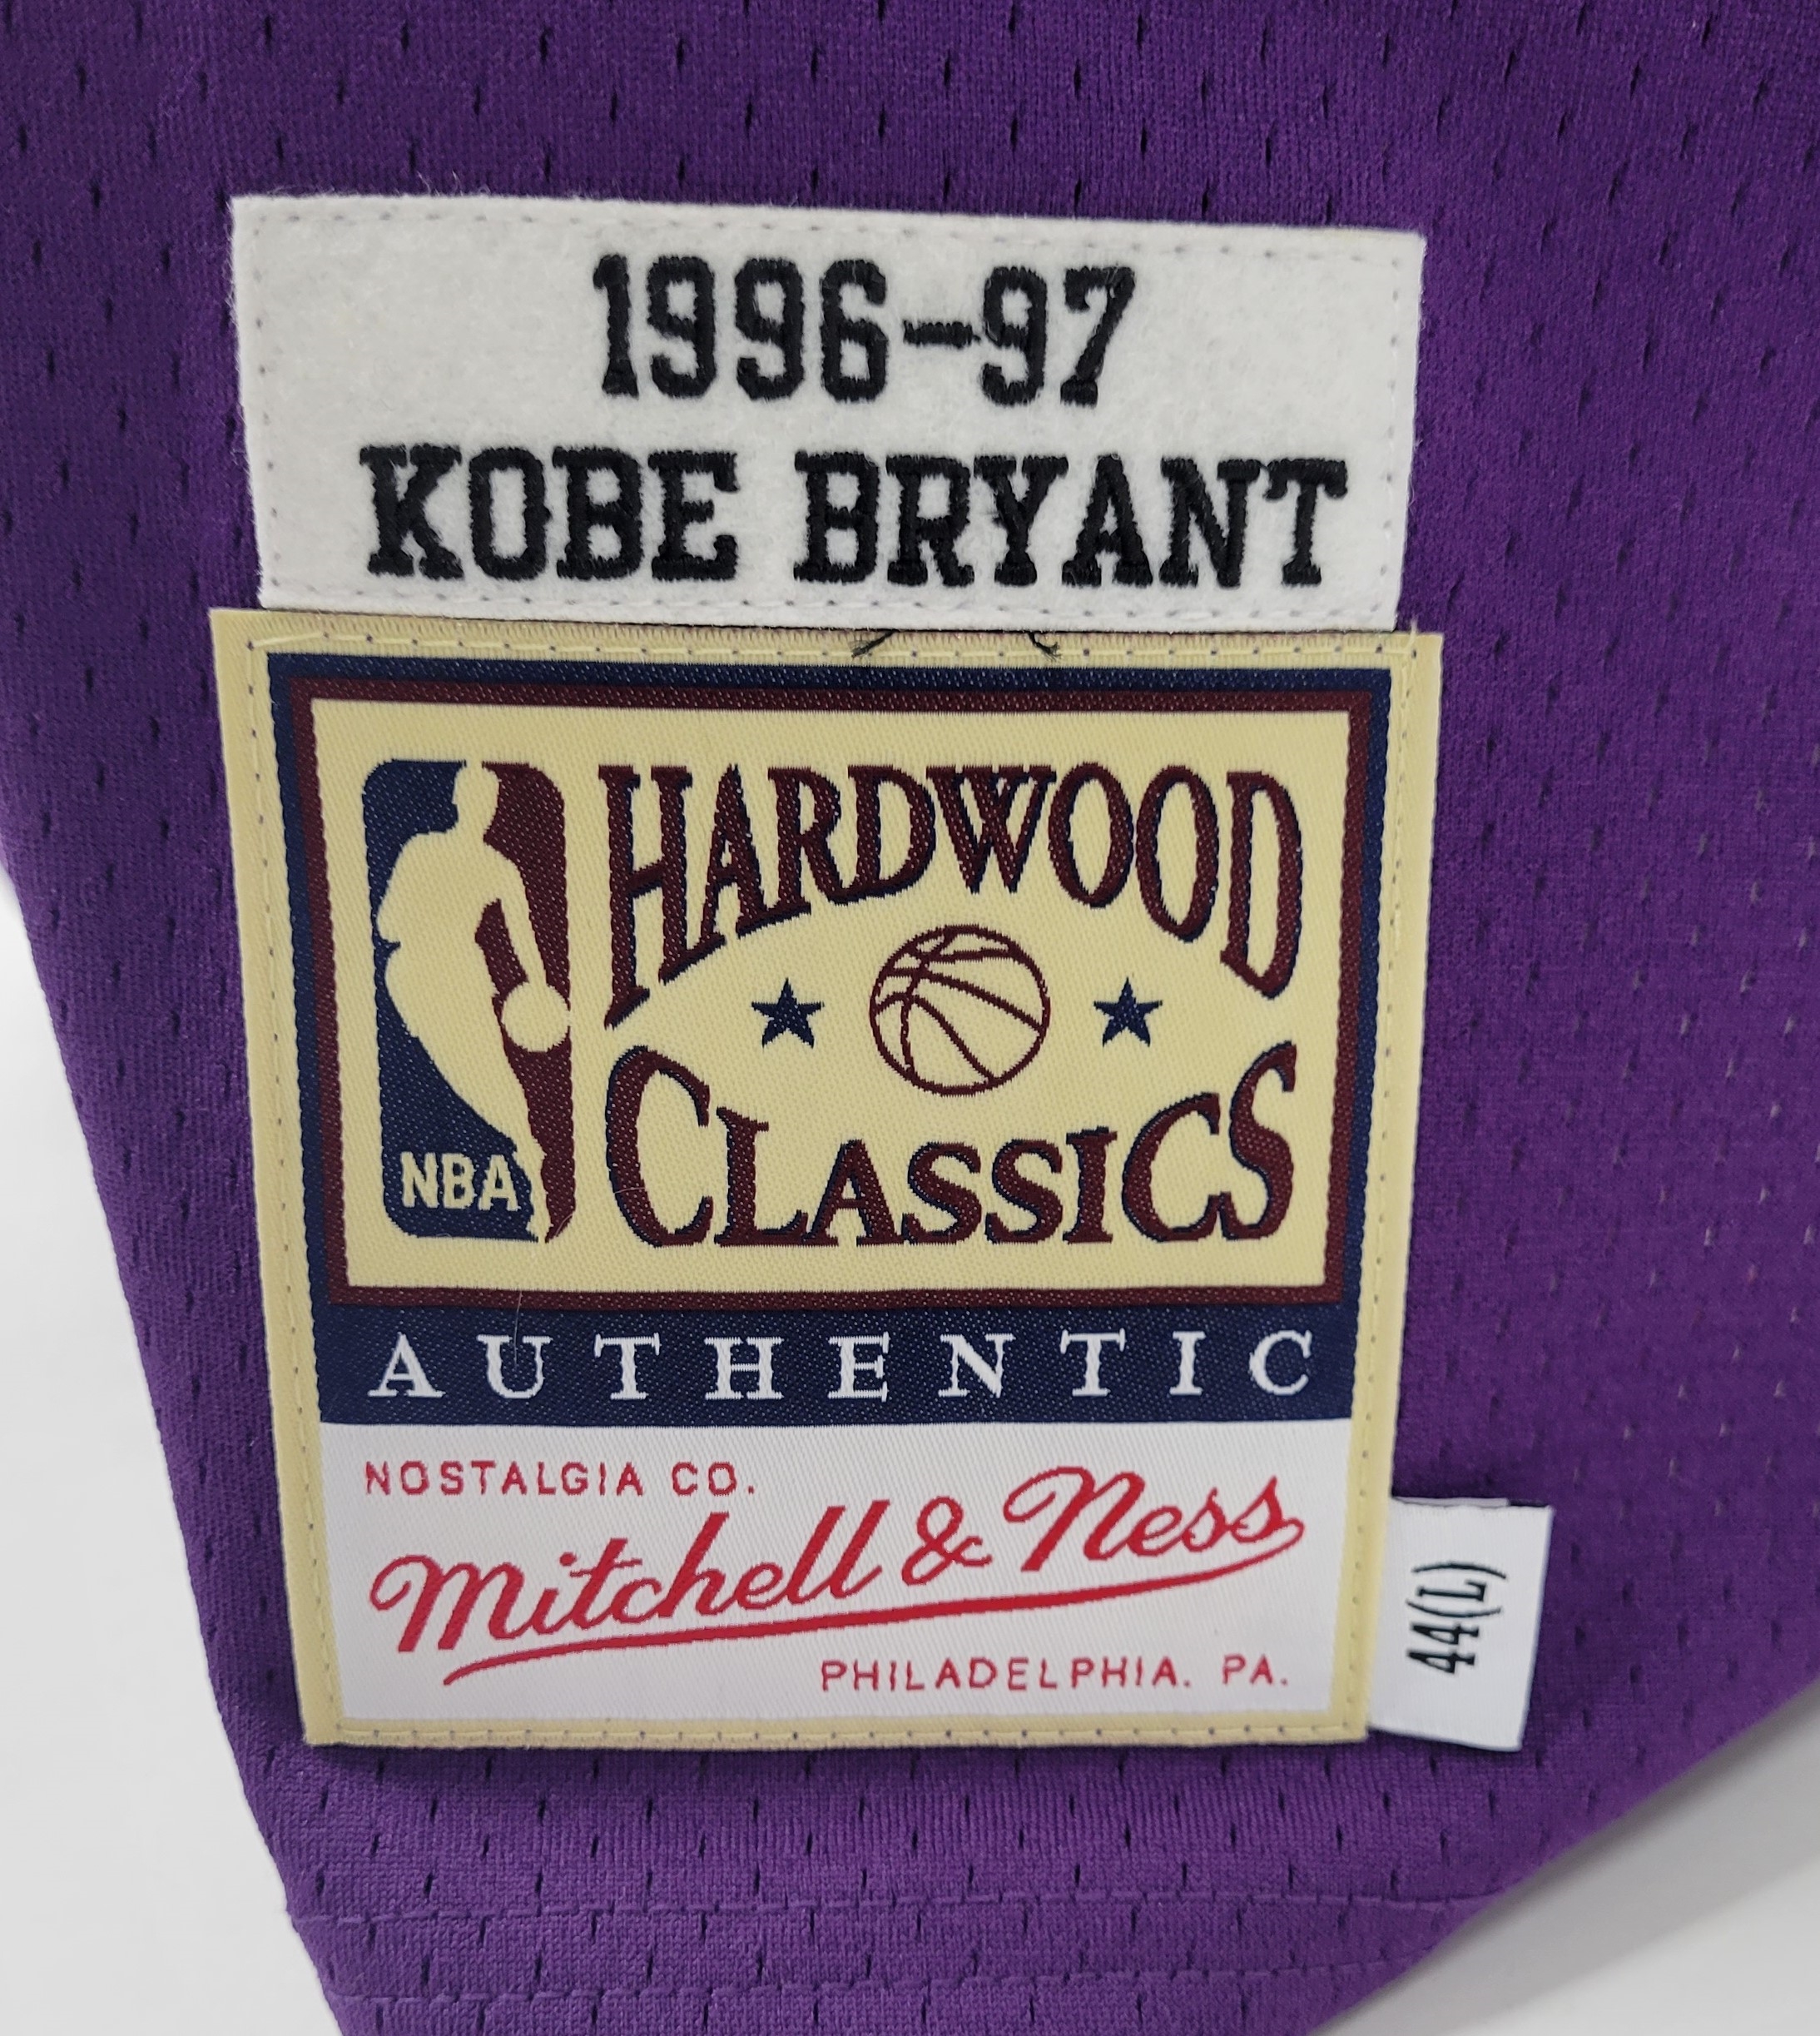 1996-97
KOBE BRYANT
HARDWOOD
CLASSICS
NBA
AUTHENTIC
NOSTALGIA CO.
Mitchell & Ness
PHILADELPHIA. PA.
44(L)